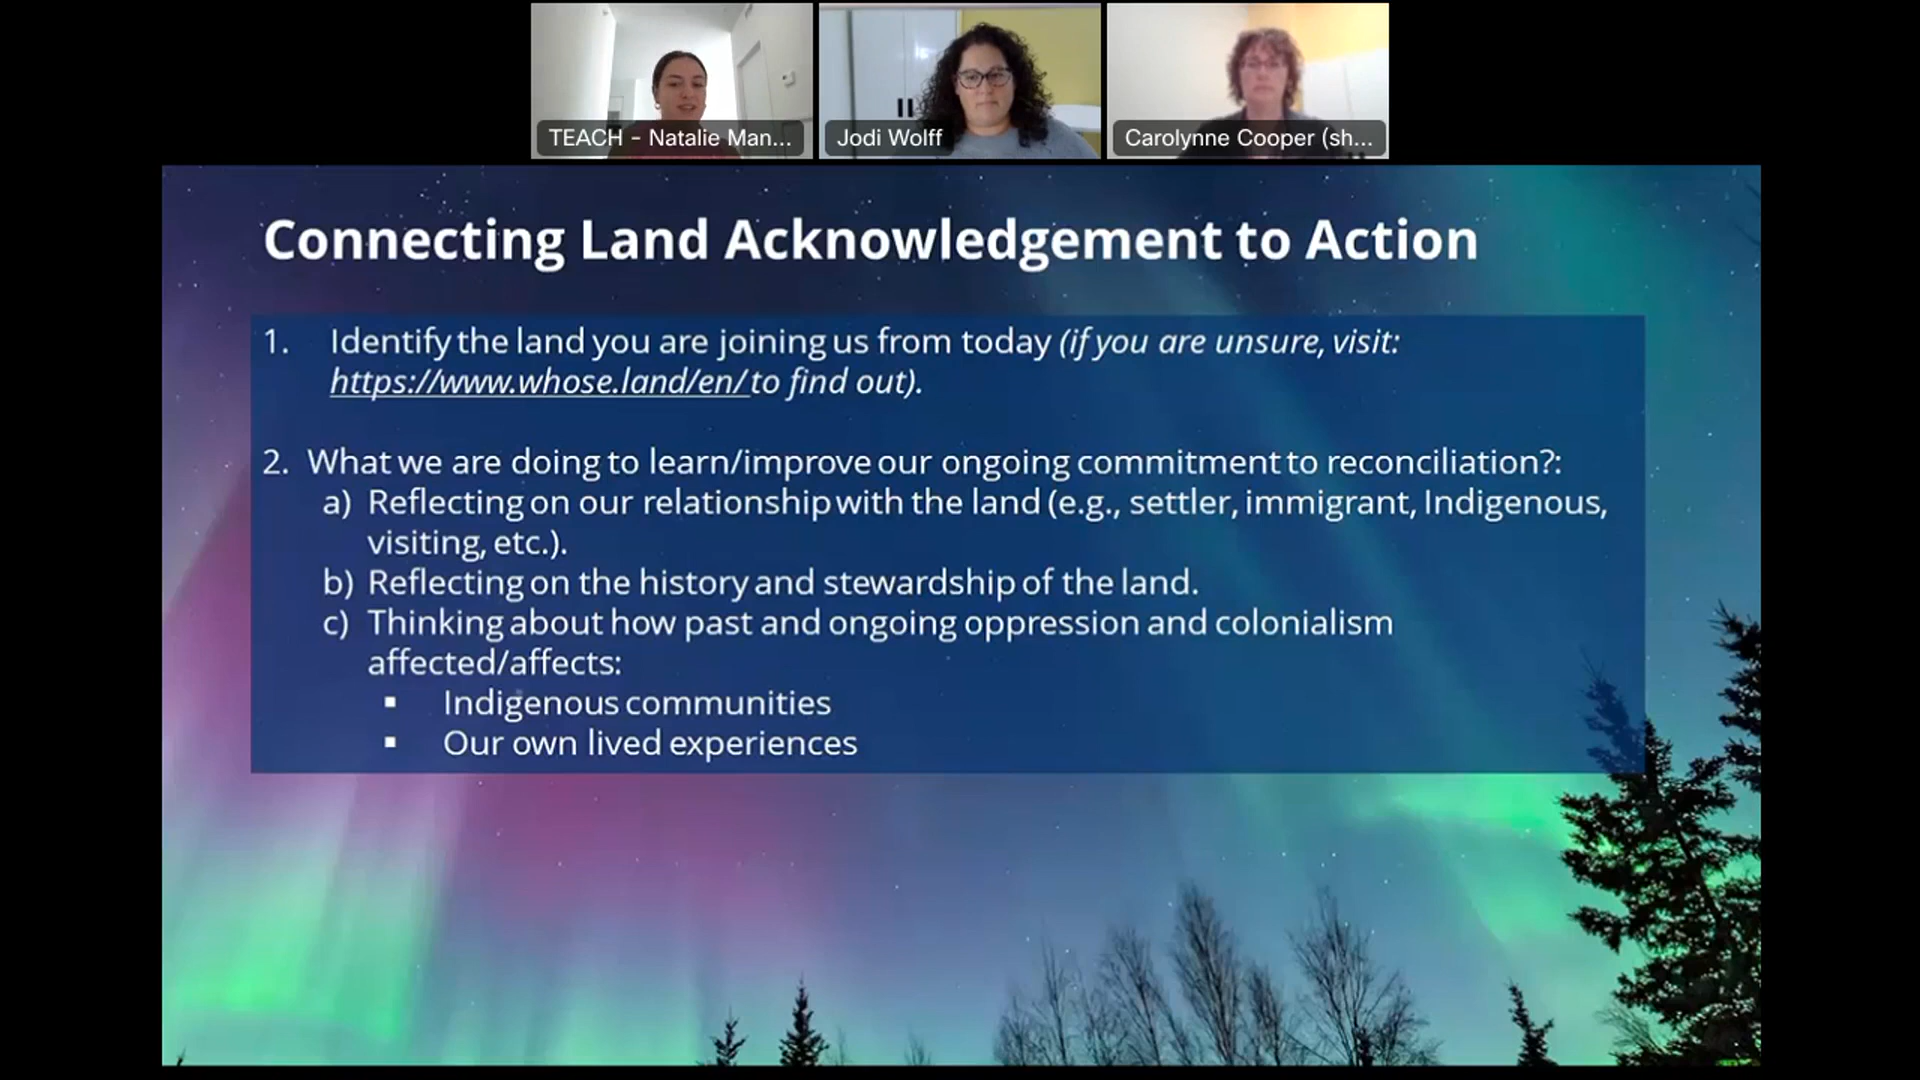 TEACH - Natalie Man...
Jodi Wolff
Carolynne Cooper (sh...
Connecting Land Acknowledgement to Action
1. Identify the land you are joining us from today (if you are unsure, visit:
https://www.whose.land/en/ to find out).
2. What we are doing to learn/improve our ongoing commitment to reconciliation?:
a) Reflecting on our relationship with the land (e.g., settler, immigrant, Indigenous,
visiting, etc.).
b) Reflecting on the history and stewardship of the land.
c) Thinking about how past and ongoing oppression and colonialism
affected/affects:
▪ Indigenous communities
▪ Our own lived experiences